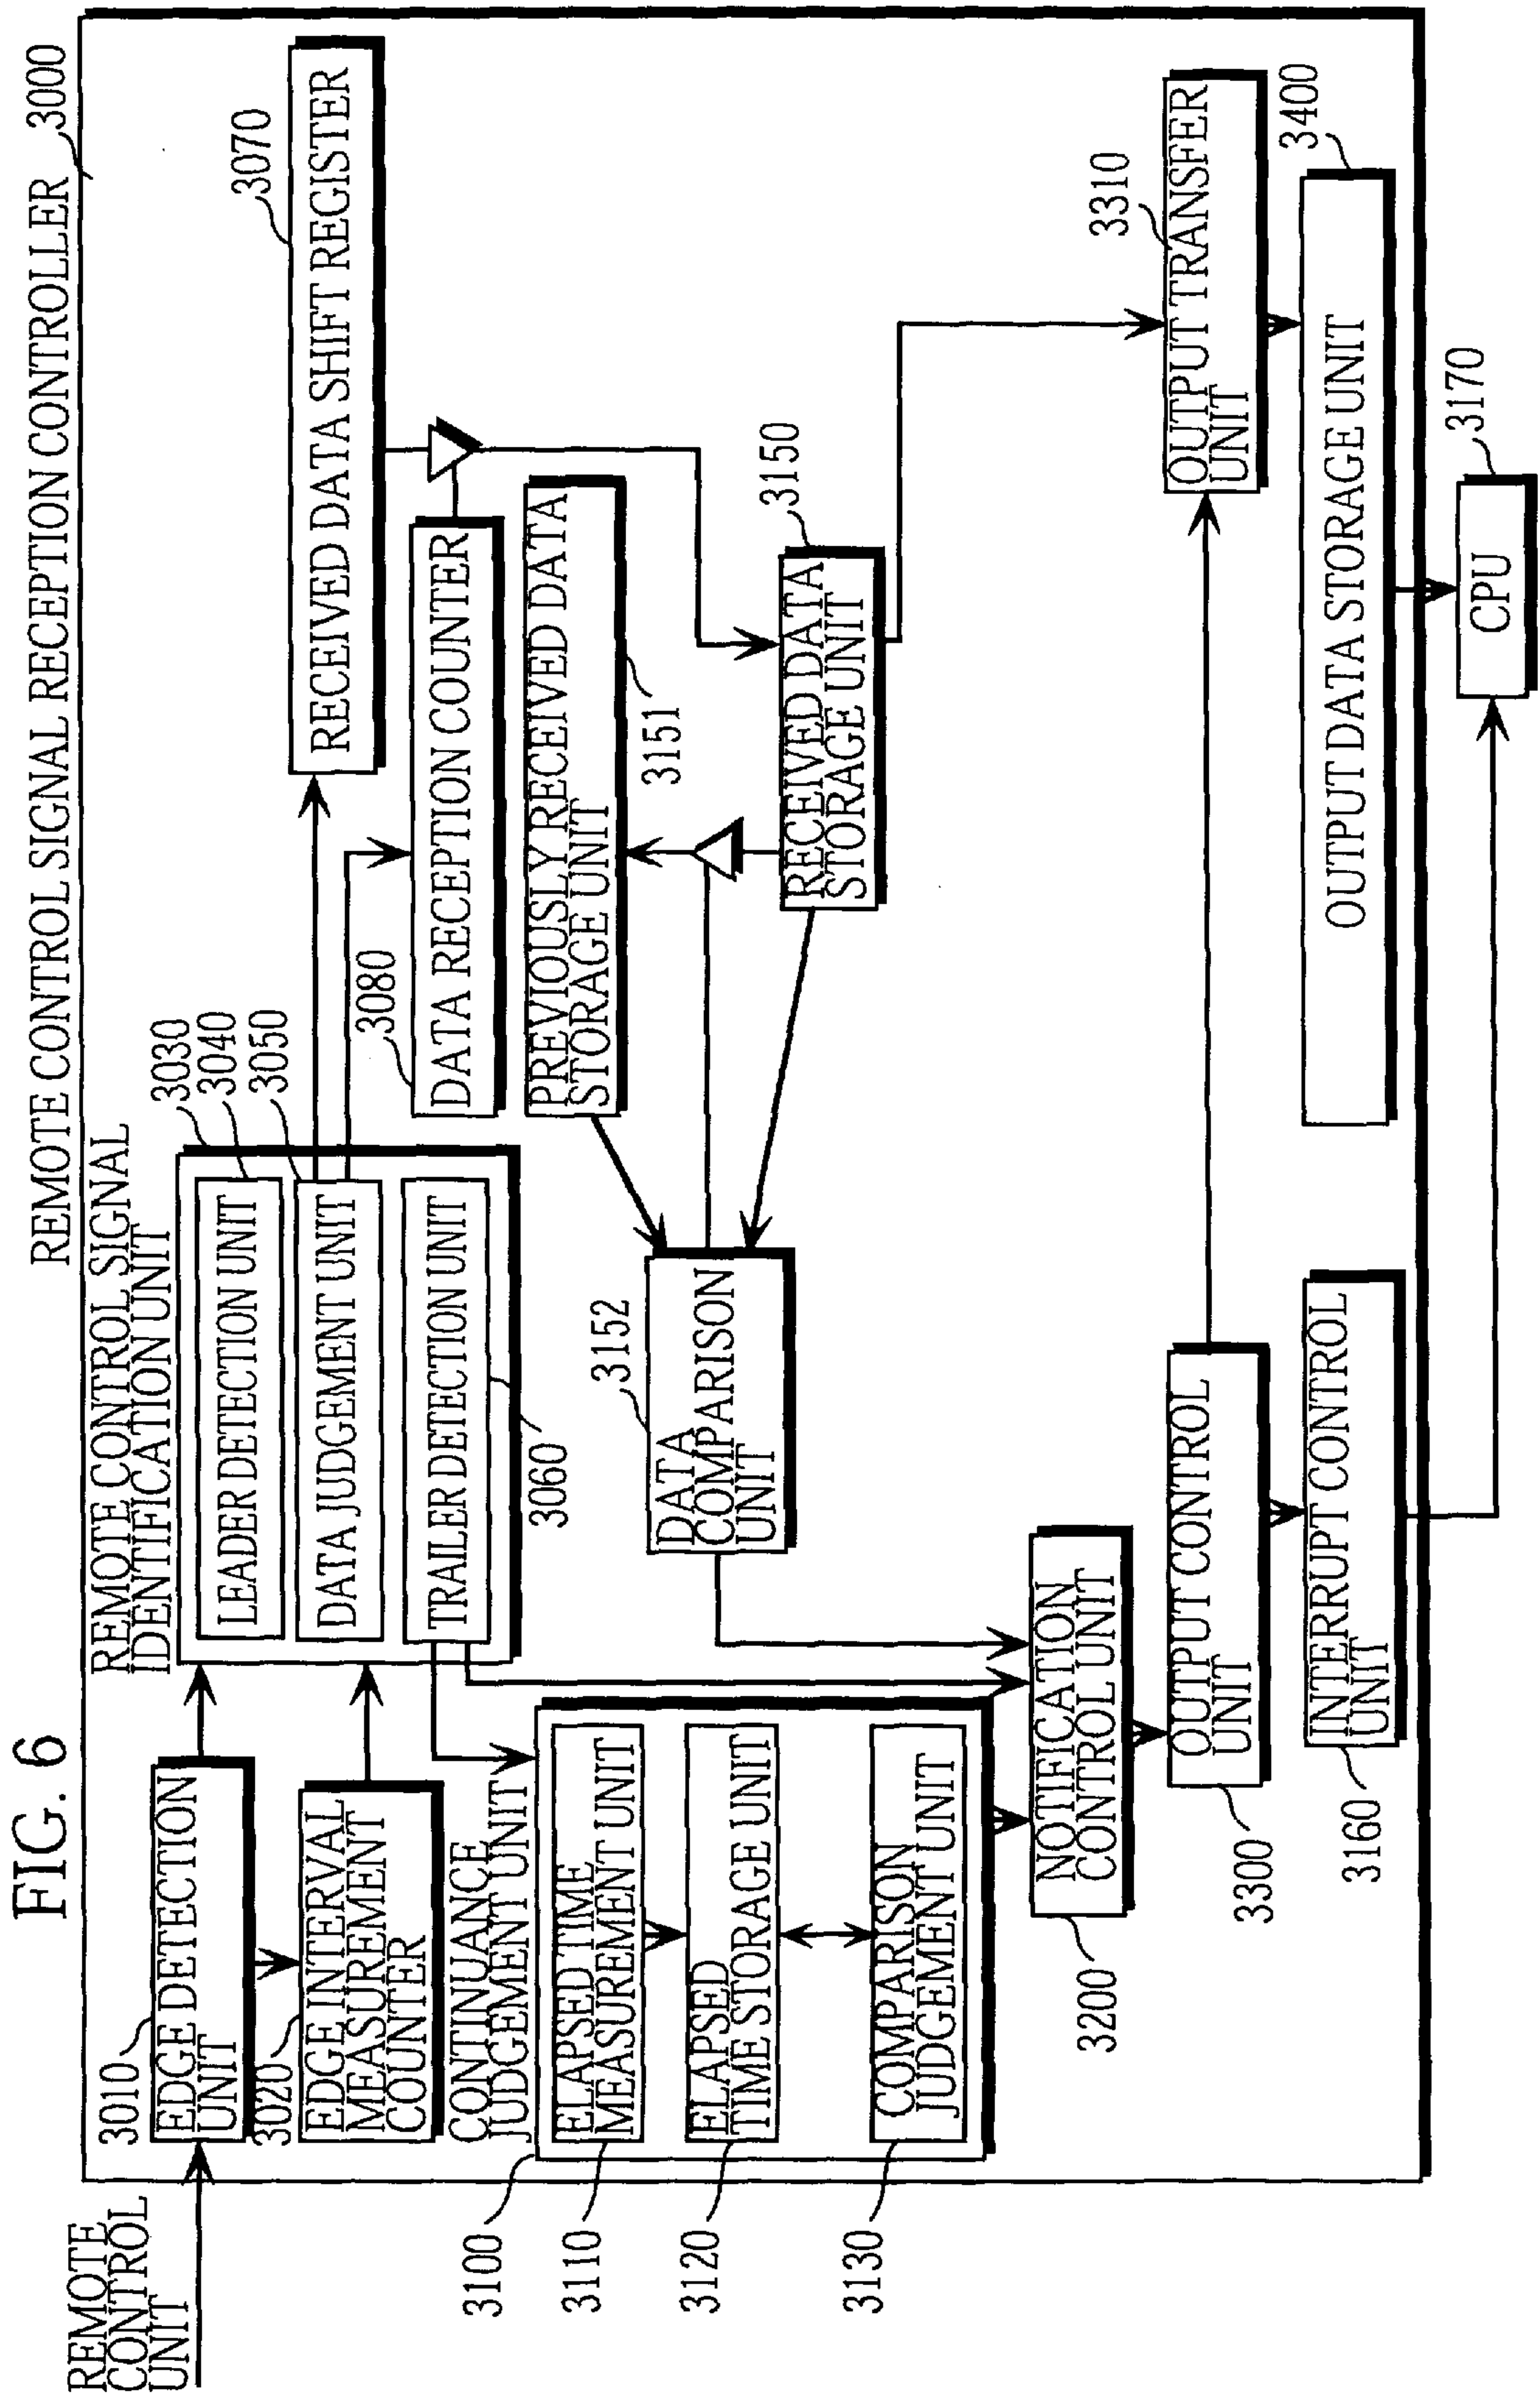 FIG. 6
REMOTE CONTROL SIGNAL RECEPTION CONTROLLER
3000
REMOTE
CONTROL
UNIT
3010
EDGE DETECTION
UNIT
3020
EDGE INTERVAL
MEASUREMENT
COUNTER
REMOTE CONTROL SIGNAL
IDENTIFICATION UNIT
3030
3040
3050
LEADER DETECTION UNIT
DATA JUDGEMENT UNIT
TRAILER DETECTION UNIT
3060
3070
RECEIVED DATA SHIFT REGISTER
3080
DATA RECEPTION COUNTER
PREVIOUSLY RECEIVED DATA
STORAGE UNIT
3151
3150
RECEIVED DATA
STORAGE UNIT
3152
DATA
COMPARISON
UNIT
CONTINUANCE
JUDGEMENT UNIT
3100
ELAPSED TIME
MEASUREMENT UNIT
3110
ELAPSED
TIME STORAGE UNIT
3120
COMPARISON
JUDGEMENT UNIT
3130
NOTIFICATION
CONTROL UNIT
3200
OUTPUT CONTROL
UNIT
3300
3310
OUTPUT TRANSFER
UNIT
INTERRUPT CONTROL
UNIT
3160
3400
OUTPUT DATA STORAGE UNIT
3170
CPU